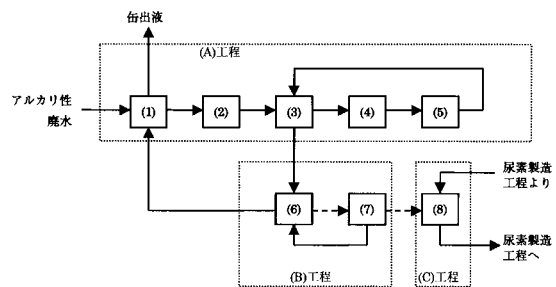 缶出液
(A)工程
アルカリ性
廃水
(1)
(2)
(3)
(4)
(5)
(6)
(7)
(8)
尿素製造
工程より
尿素製造
工程へ
(B)工程
(C)工程